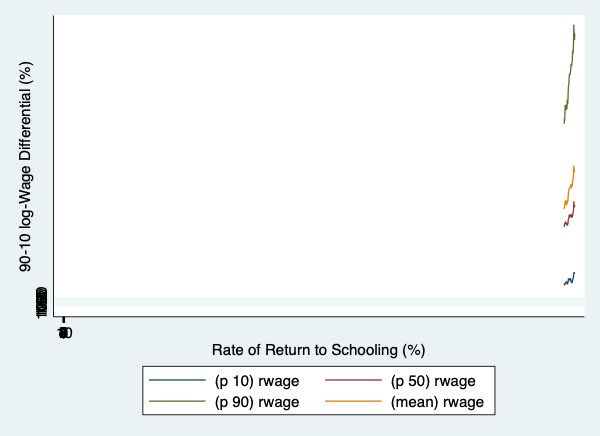 90-10 log-Wage Differential (%)
Rate of Return to Schooling (%)
(p 10) rwage
(p 50) rwage
(p 90) rwage
(mean) rwage